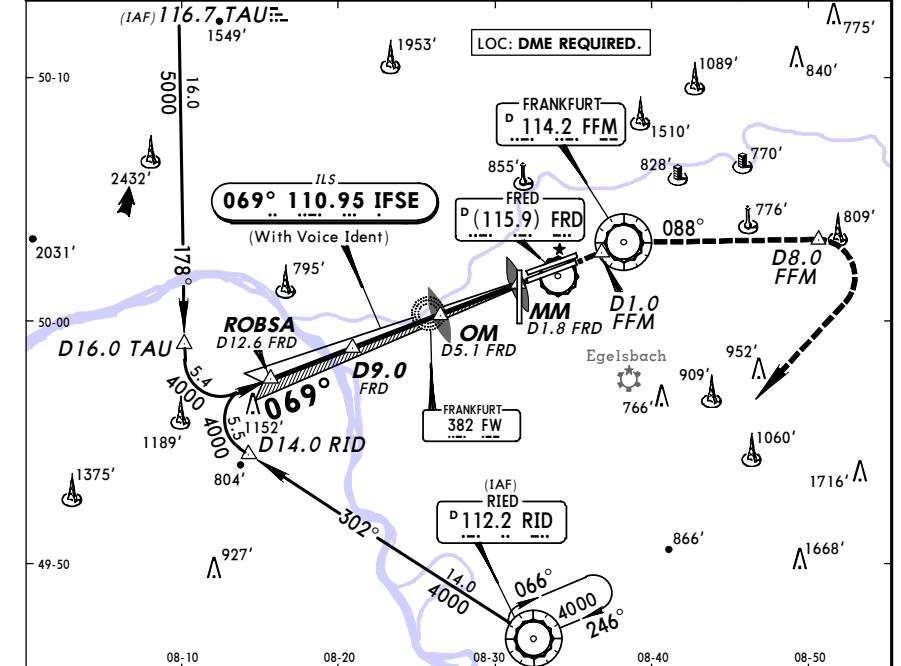 (IAF) 116.7 TAU
1549'
1953'
LOC: DME REQUIRED.
775'
840'
1089'
50-10
16.0
5000
FRANKFURT
D 114.2 FFM
1510'
2432'
ILS
069° 110.95 IFSE
(With Voice Ident)
855'
828'
770'
FRED
D (115.9) FRD
776'
809'
088°
2031'
178°
795'
D8.0
FFM
MM
D1.8 FRD
D1.0
FFM
50-00
ROBSA
D12.6 FRD
OM
D5.1 FRD
D16.0 TAU
D9.0
FRD
Egelsbach
952'
909'
766'
5.4
4000
069°
FRANKFURT
382 FW
1152'
5.5
4000
1189'
D14.0 RID
804'
1060'
1375'
1716'
(IAF)
RIED
D 112.2 RID
302°
866'
1668'
49-50
927'
14.0
4000
066°
4000
246°
08-10
08-20
08-30
08-40
08-50